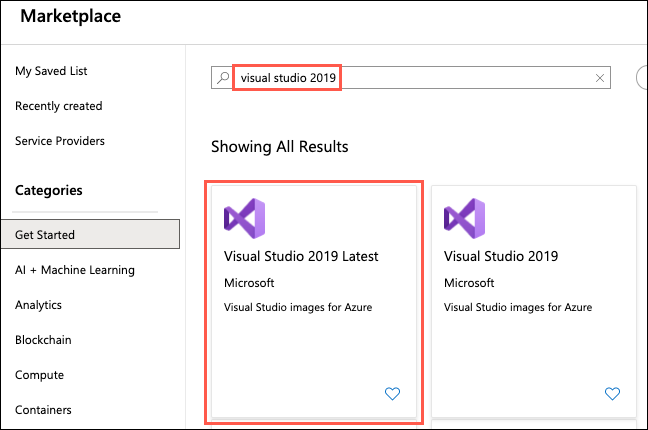 Marketplace
My Saved List
Recently created
Service Providers
Categories
Get Started
AI + Machine Learning
Analytics
Blockchain
Compute
Containers
visual studio 2019
Showing All Results
Visual Studio 2019 Latest
Microsoft
Visual Studio images for Azure
Visual Studio 2019
Microsoft
Visual Studio images for Azure